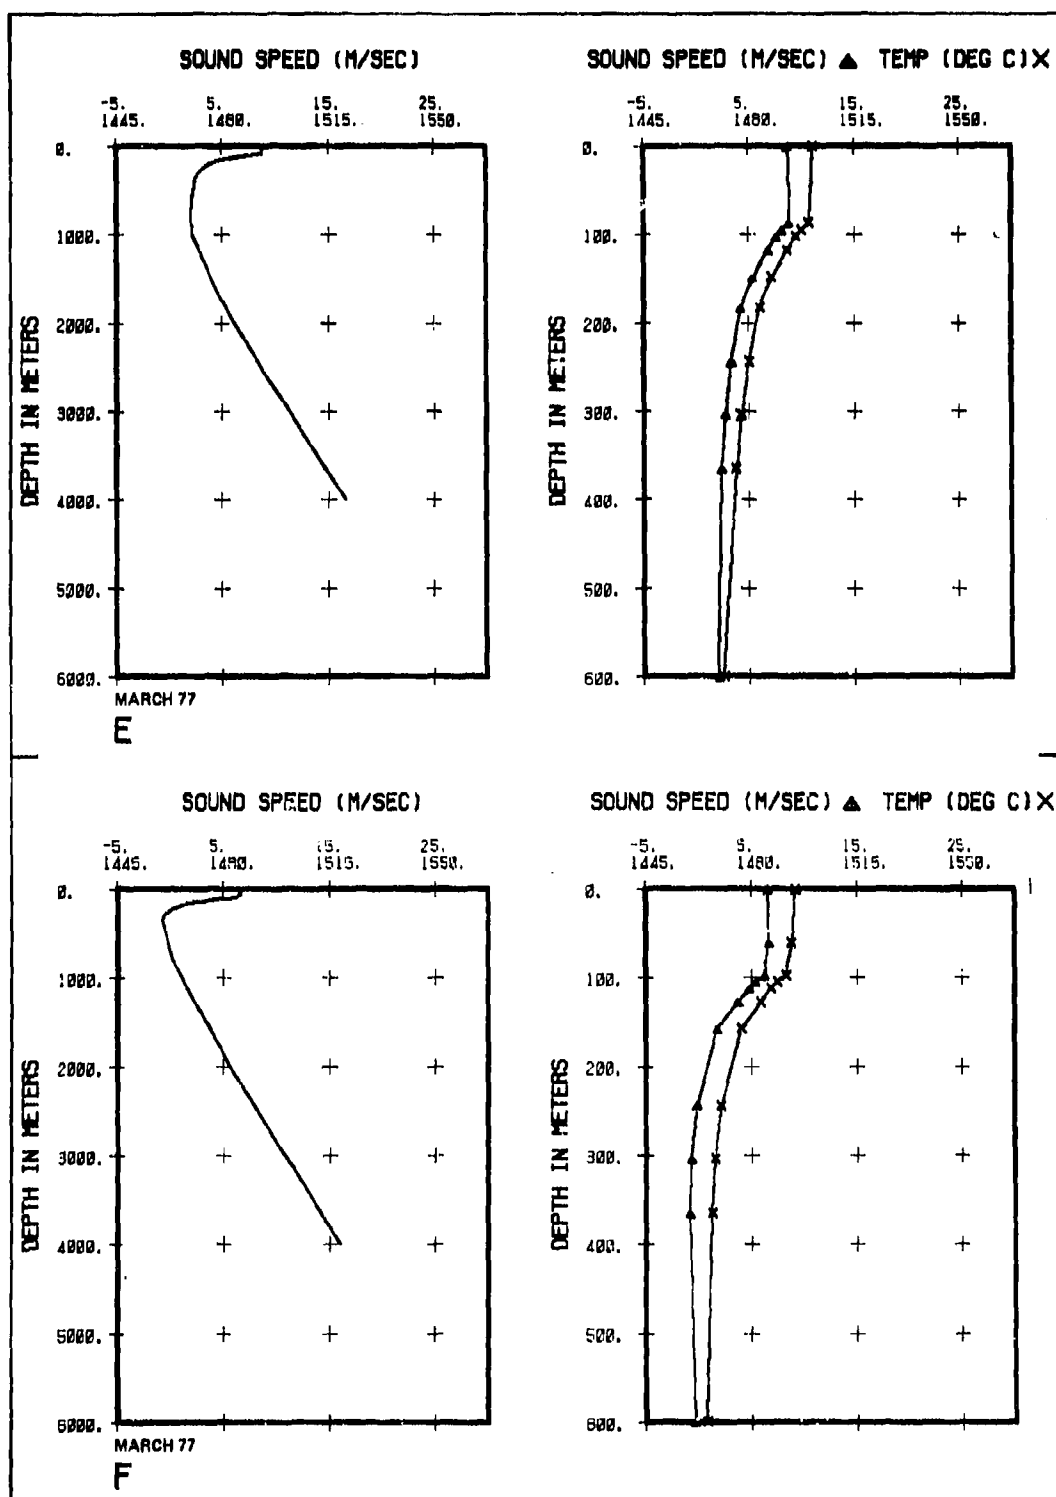 SOUND SPEED (M/SEC)
SOUND SPEED (M/SEC) ▲ TEMP (DEG C) X
-5. 5. 15. 25.
1445. 1480. 1515. 1550.
-5. 5. 15. 25.
1445. 1480. 1515. 1550.
0.
1000.
2000.
3000.
4000.
5000.
6000.
DEPTH IN METERS
0.
100.
200.
300.
400.
500.
600.
DEPTH IN METERS
MARCH 77
E
SOUND SPEED (M/SEC)
SOUND SPEED (M/SEC) ▲ TEMP (DEG C) X
-5. 5. 15. 25.
1445. 1480. 1515. 1550.
-5. 5. 15. 25.
1445. 1480. 1515. 1550.
0.
1000.
2000.
3000.
4000.
5000.
6000.
DEPTH IN METERS
0.
100.
200.
300.
400.
500.
600.
DEPTH IN METERS
MARCH 77
F